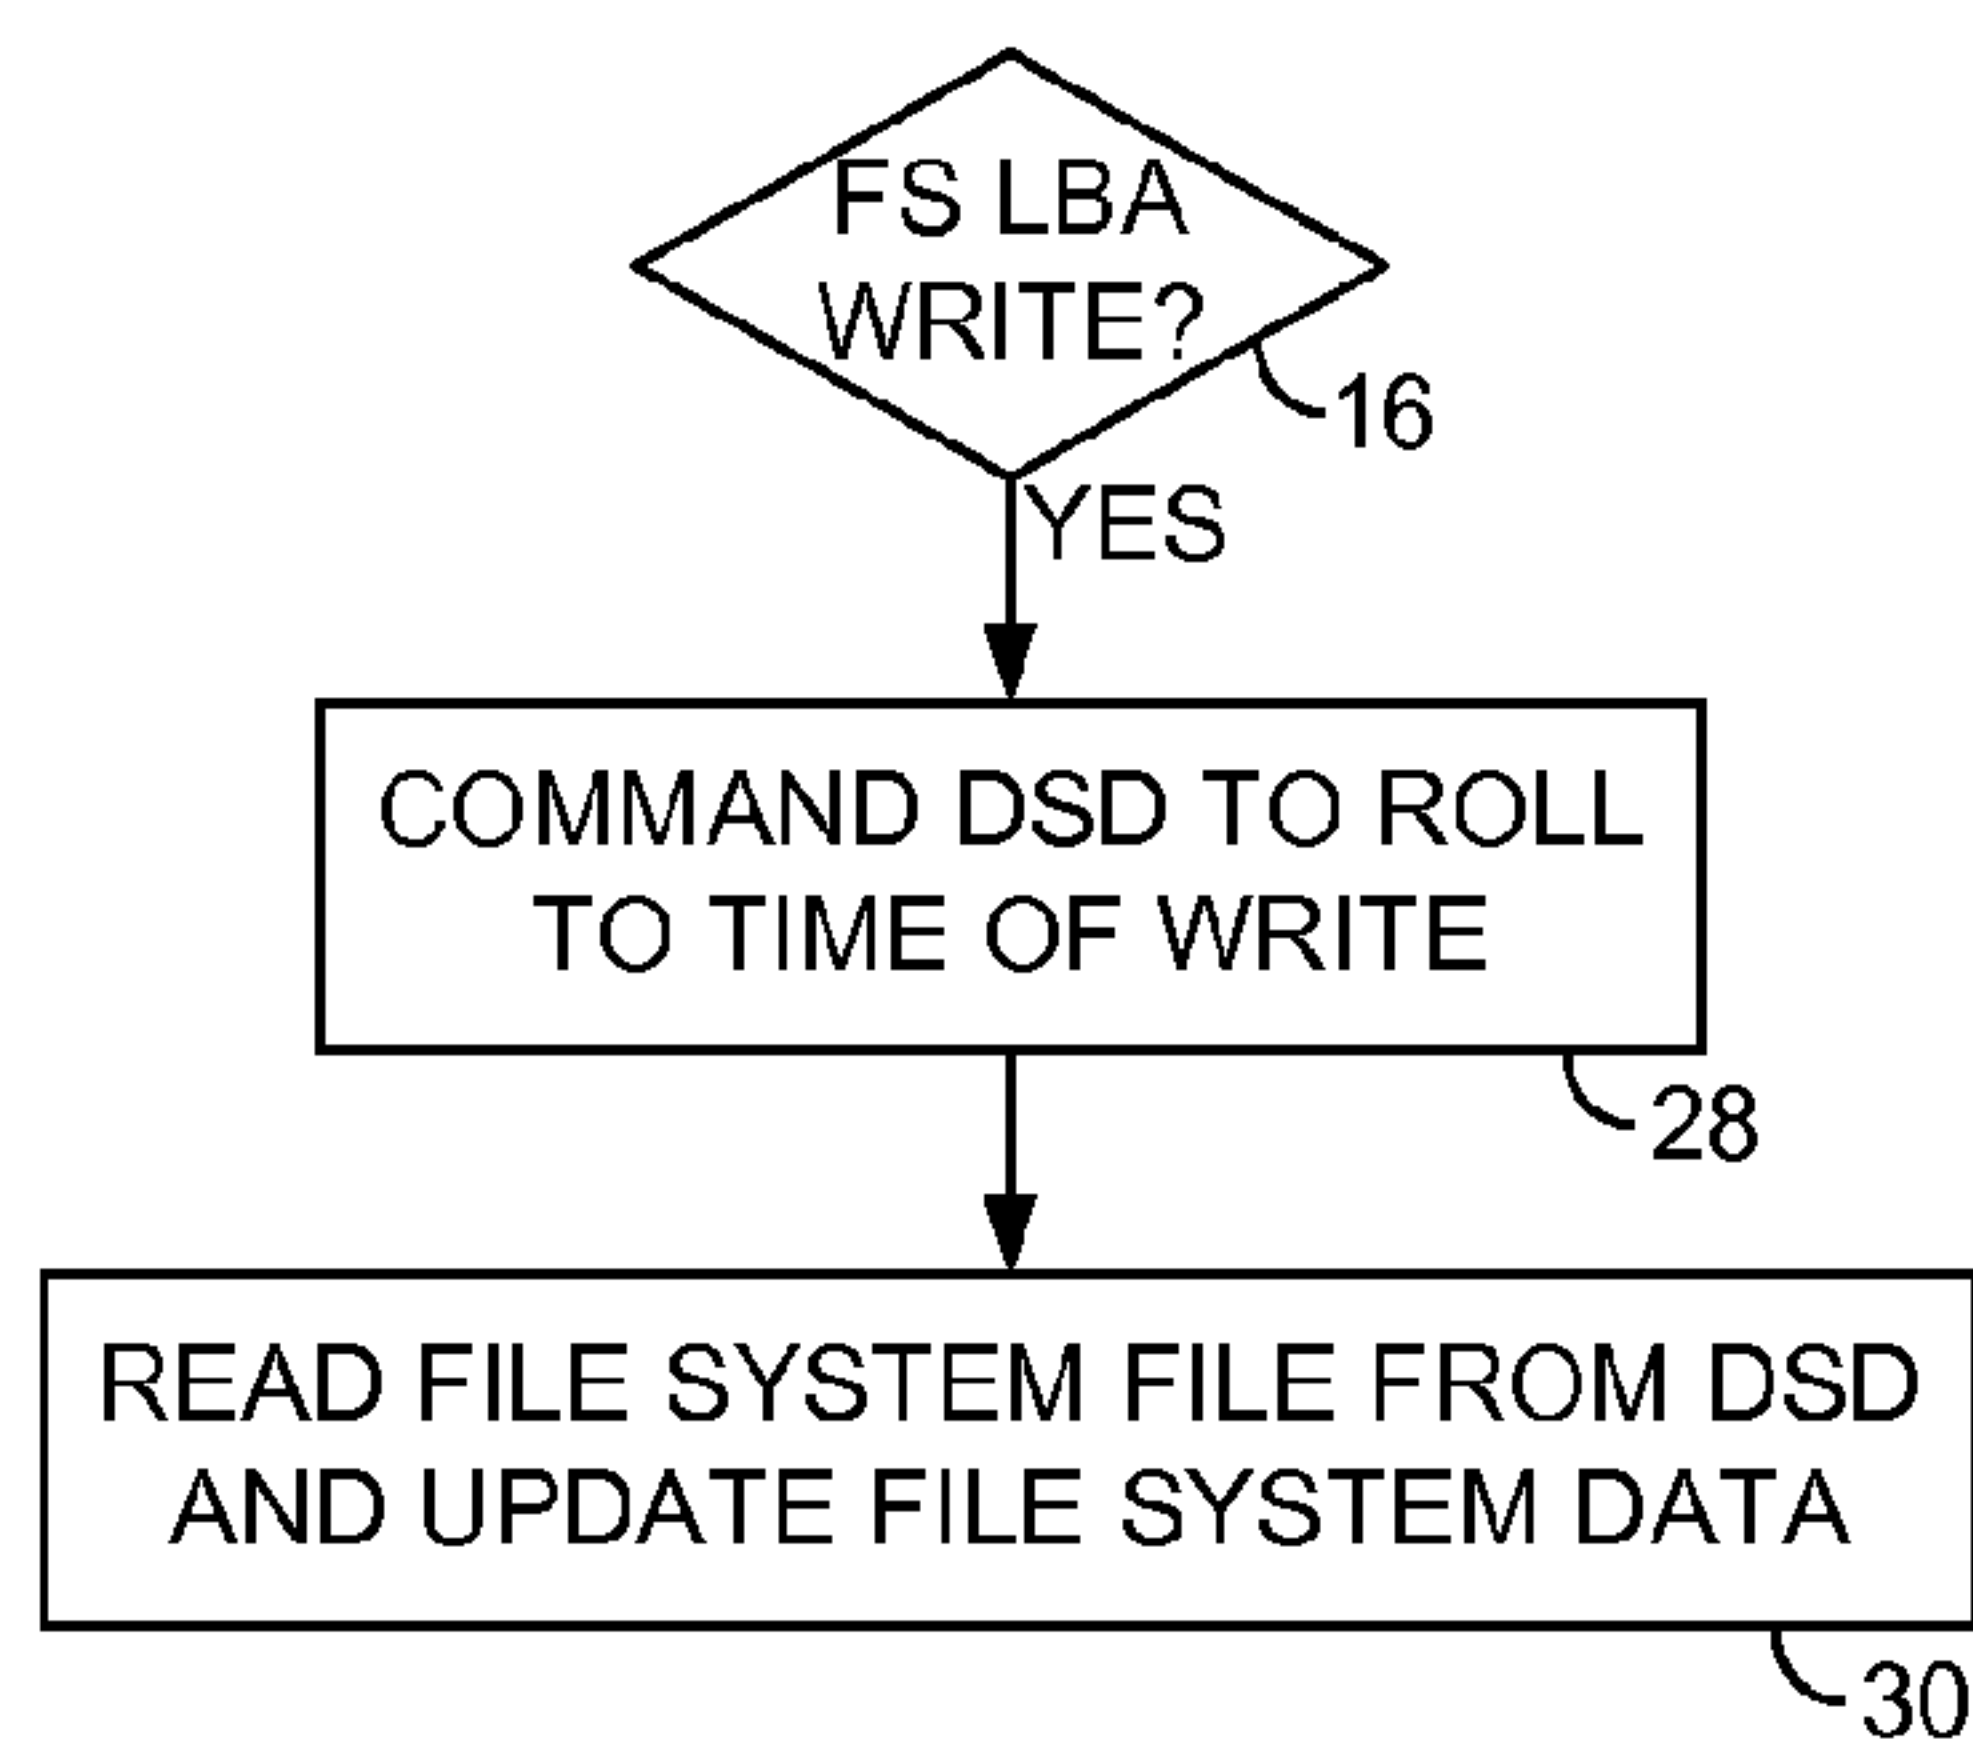 FS LBA
WRITE?
16
YES
COMMAND DSD TO ROLL
TO TIME OF WRITE
28
READ FILE SYSTEM FILE FROM DSD
AND UPDATE FILE SYSTEM DATA
30